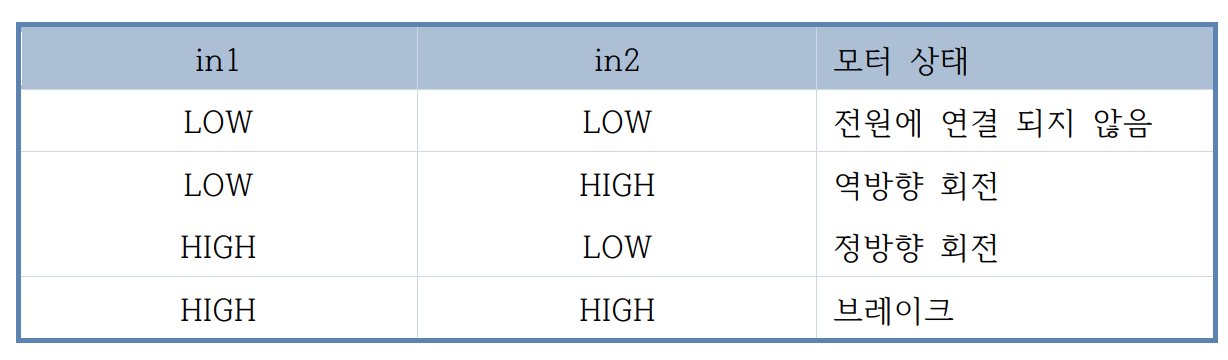 in1 in2 모터 상태
LOW LOW 전원에 연결 되지 않음
LOW HIGH 역방향 회전
HIGH LOW 정방향 회전
HIGH HIGH 브레이크